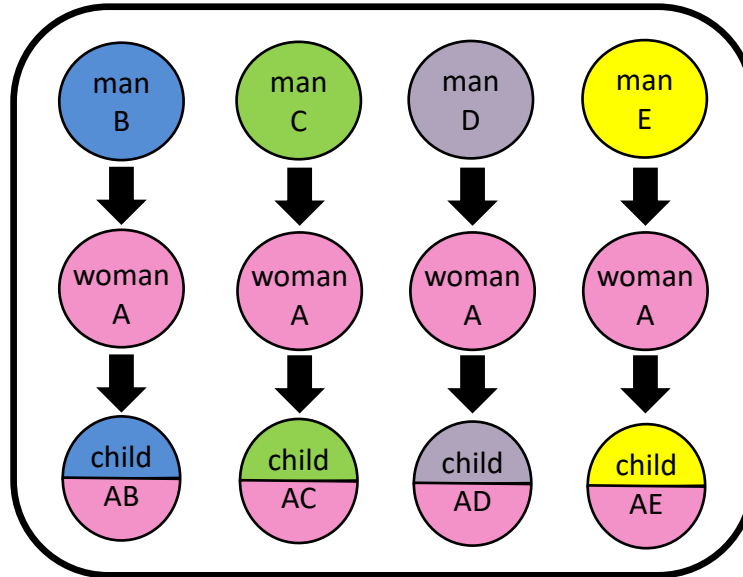 man man man man
B C D E
woman woman woman woman
A A A A
child child child child
AB AC AD AE